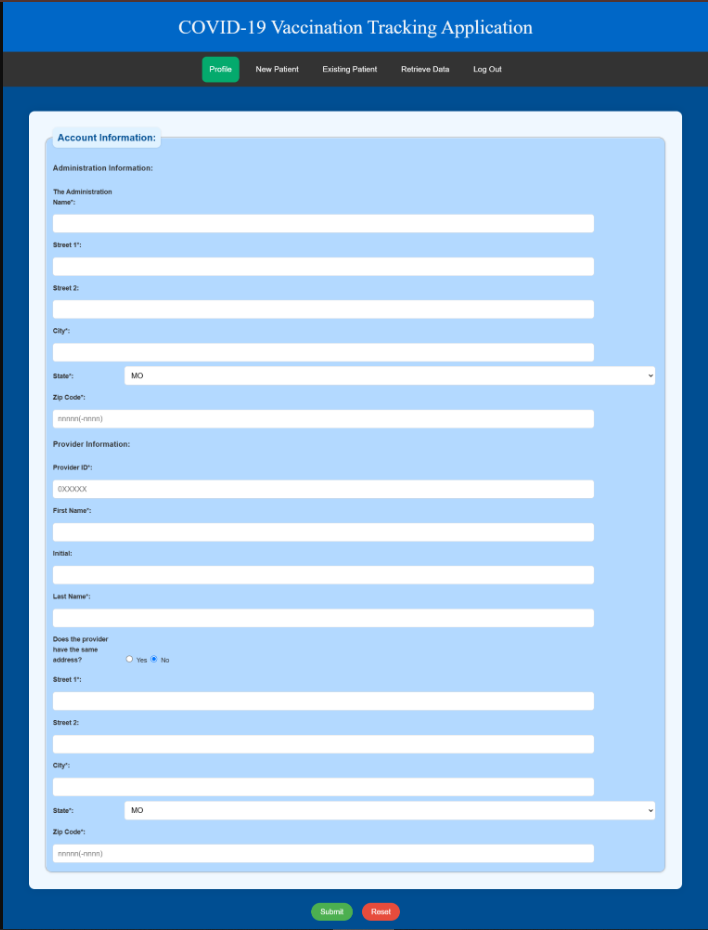 COVID-19 Vaccination Tracking Application
Profile New Patient Existing Patient Retrieve Data Log Out
Account Information:
Administration Information:
The Administration
Name*:
Street 1*:
Street 2:
City*:
State*: MO
Zip Code*:
nnnnn(-nnnn)
Provider Information:
Provider ID*:
0XXXXX
First Name*:
Initial:
Last Name*:
Does the provider
have the same
address? Yes No
Street 1*:
Street 2:
City*:
State*: MO
Zip Code*:
nnnnn(-nnnn)
Submit Reset